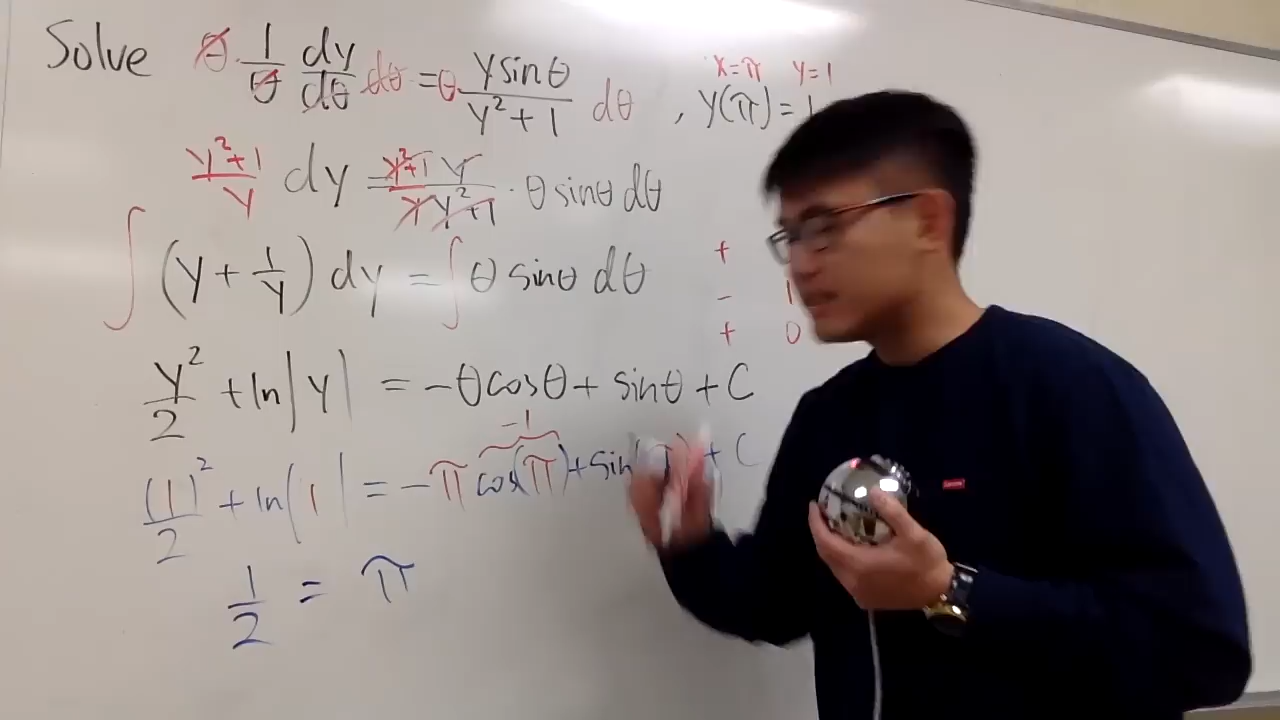 Solve θ · 1/θ dy/dθ dθ = θ · y sinθ / y² + 1 dθ , y(π) = 1
x = π y = 1
y² + 1 / y dy = y² + 1 / y · y / y² + 1 · θ sinθ dθ
∫ (y + 1/y) dy = ∫ θ sinθ dθ
+
- 1
+ 0
y²/2 + ln|y| = -θcosθ + sinθ + C
-1
(1)²/2 + ln|1| = -π cos(π) + sin(π) + C
1/2 = π